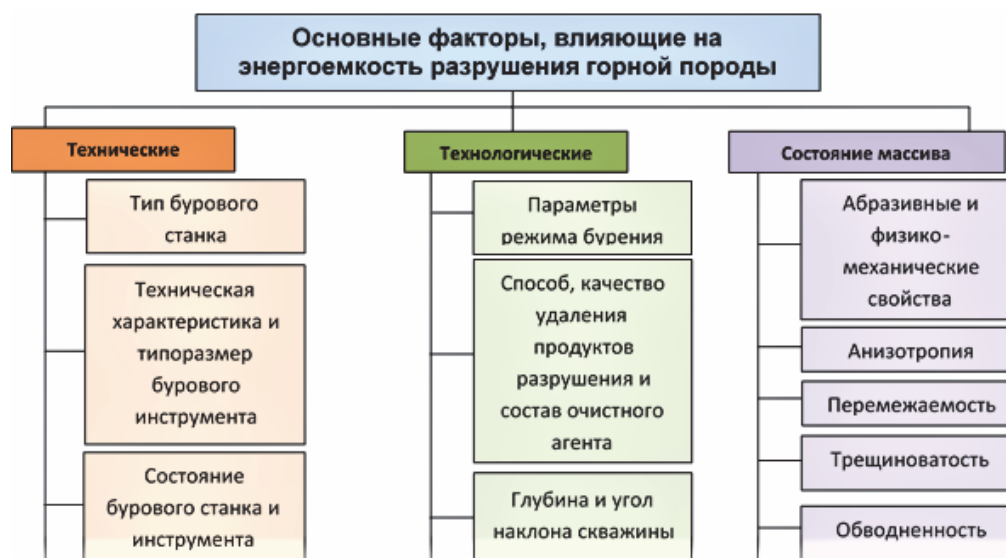 Основные факторы, влияющие на
энергоемкость разрушения горной породы
Технические
Тип бурового
станка
Техническая
характеристика и
типоразмер
бурового
инструмента
Состояние
бурового станка и
инструмента
Технологические
Параметры
режима бурения
Способ, качество
удаления
продуктов
разрушения и
состав очистного
агента
Глубина и угол
наклона скважины
Состояние массива
Абразивные и
физико-
механические
свойства
Анизотропия
Перемежаемость
Трещиноватость
Обводненность